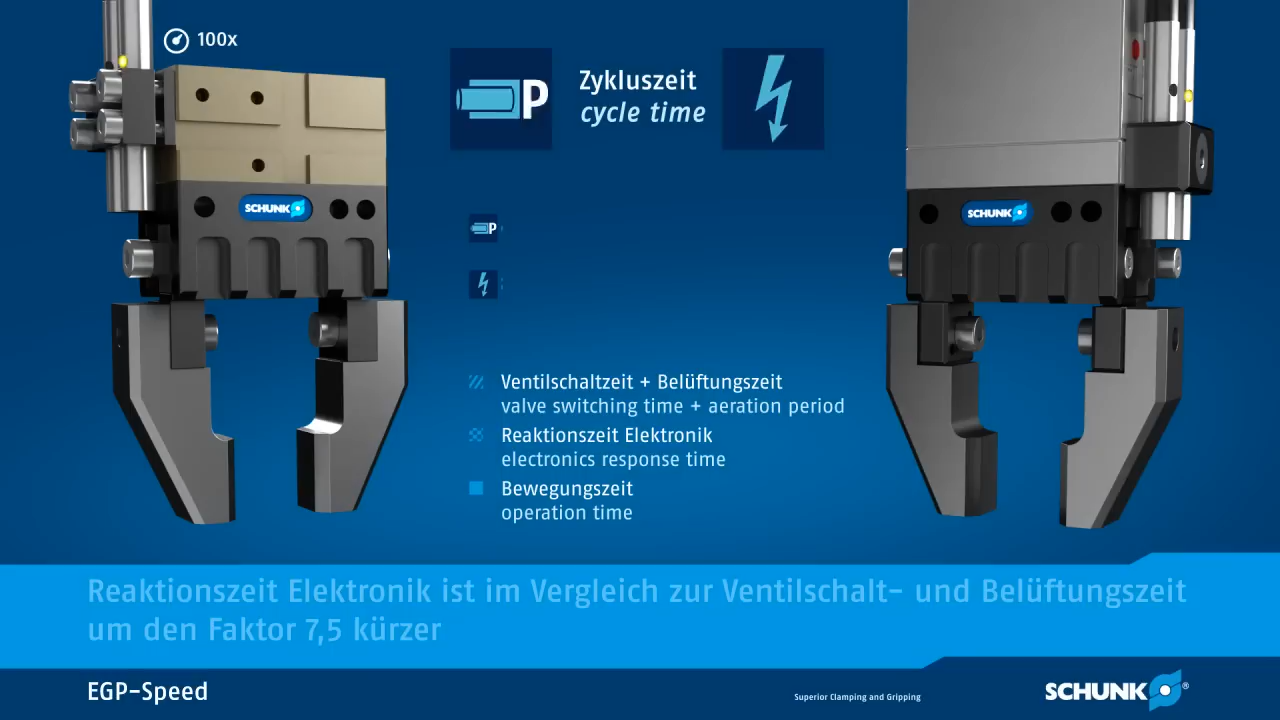 100x
P
Zykluszeit
cycle time
SCHUNK
SCHUNK
P
Ventilschaltzeit + Belüftungszeit
valve switching time + aeration period
Reaktionszeit Elektronik
electronics response time
Bewegungszeit
operation time
Reaktionszeit Elektronik ist im Vergleich zur Ventilschalt- und Belüftungszeit
um den Faktor 7,5 kürzer
EGP-Speed
Superior Clamping and Gripping
SCHUNK®